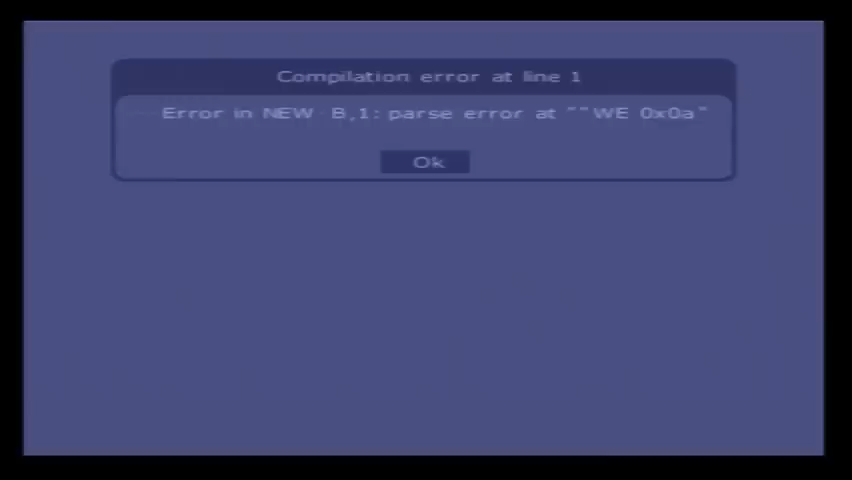 Compilation error at line 1
Error in NEW B,1: parse error at ""WE 0x0a"
Ok